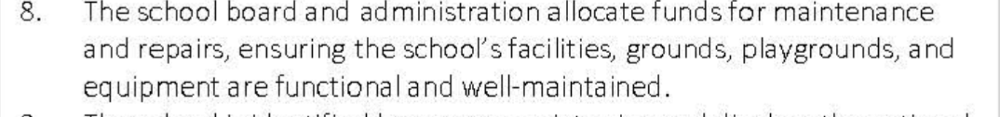 8. The school board and administration allocate funds for maintenance
and repairs, ensuring the school's facilities, grounds, playgrounds, and
equipment are functional and well-maintained.